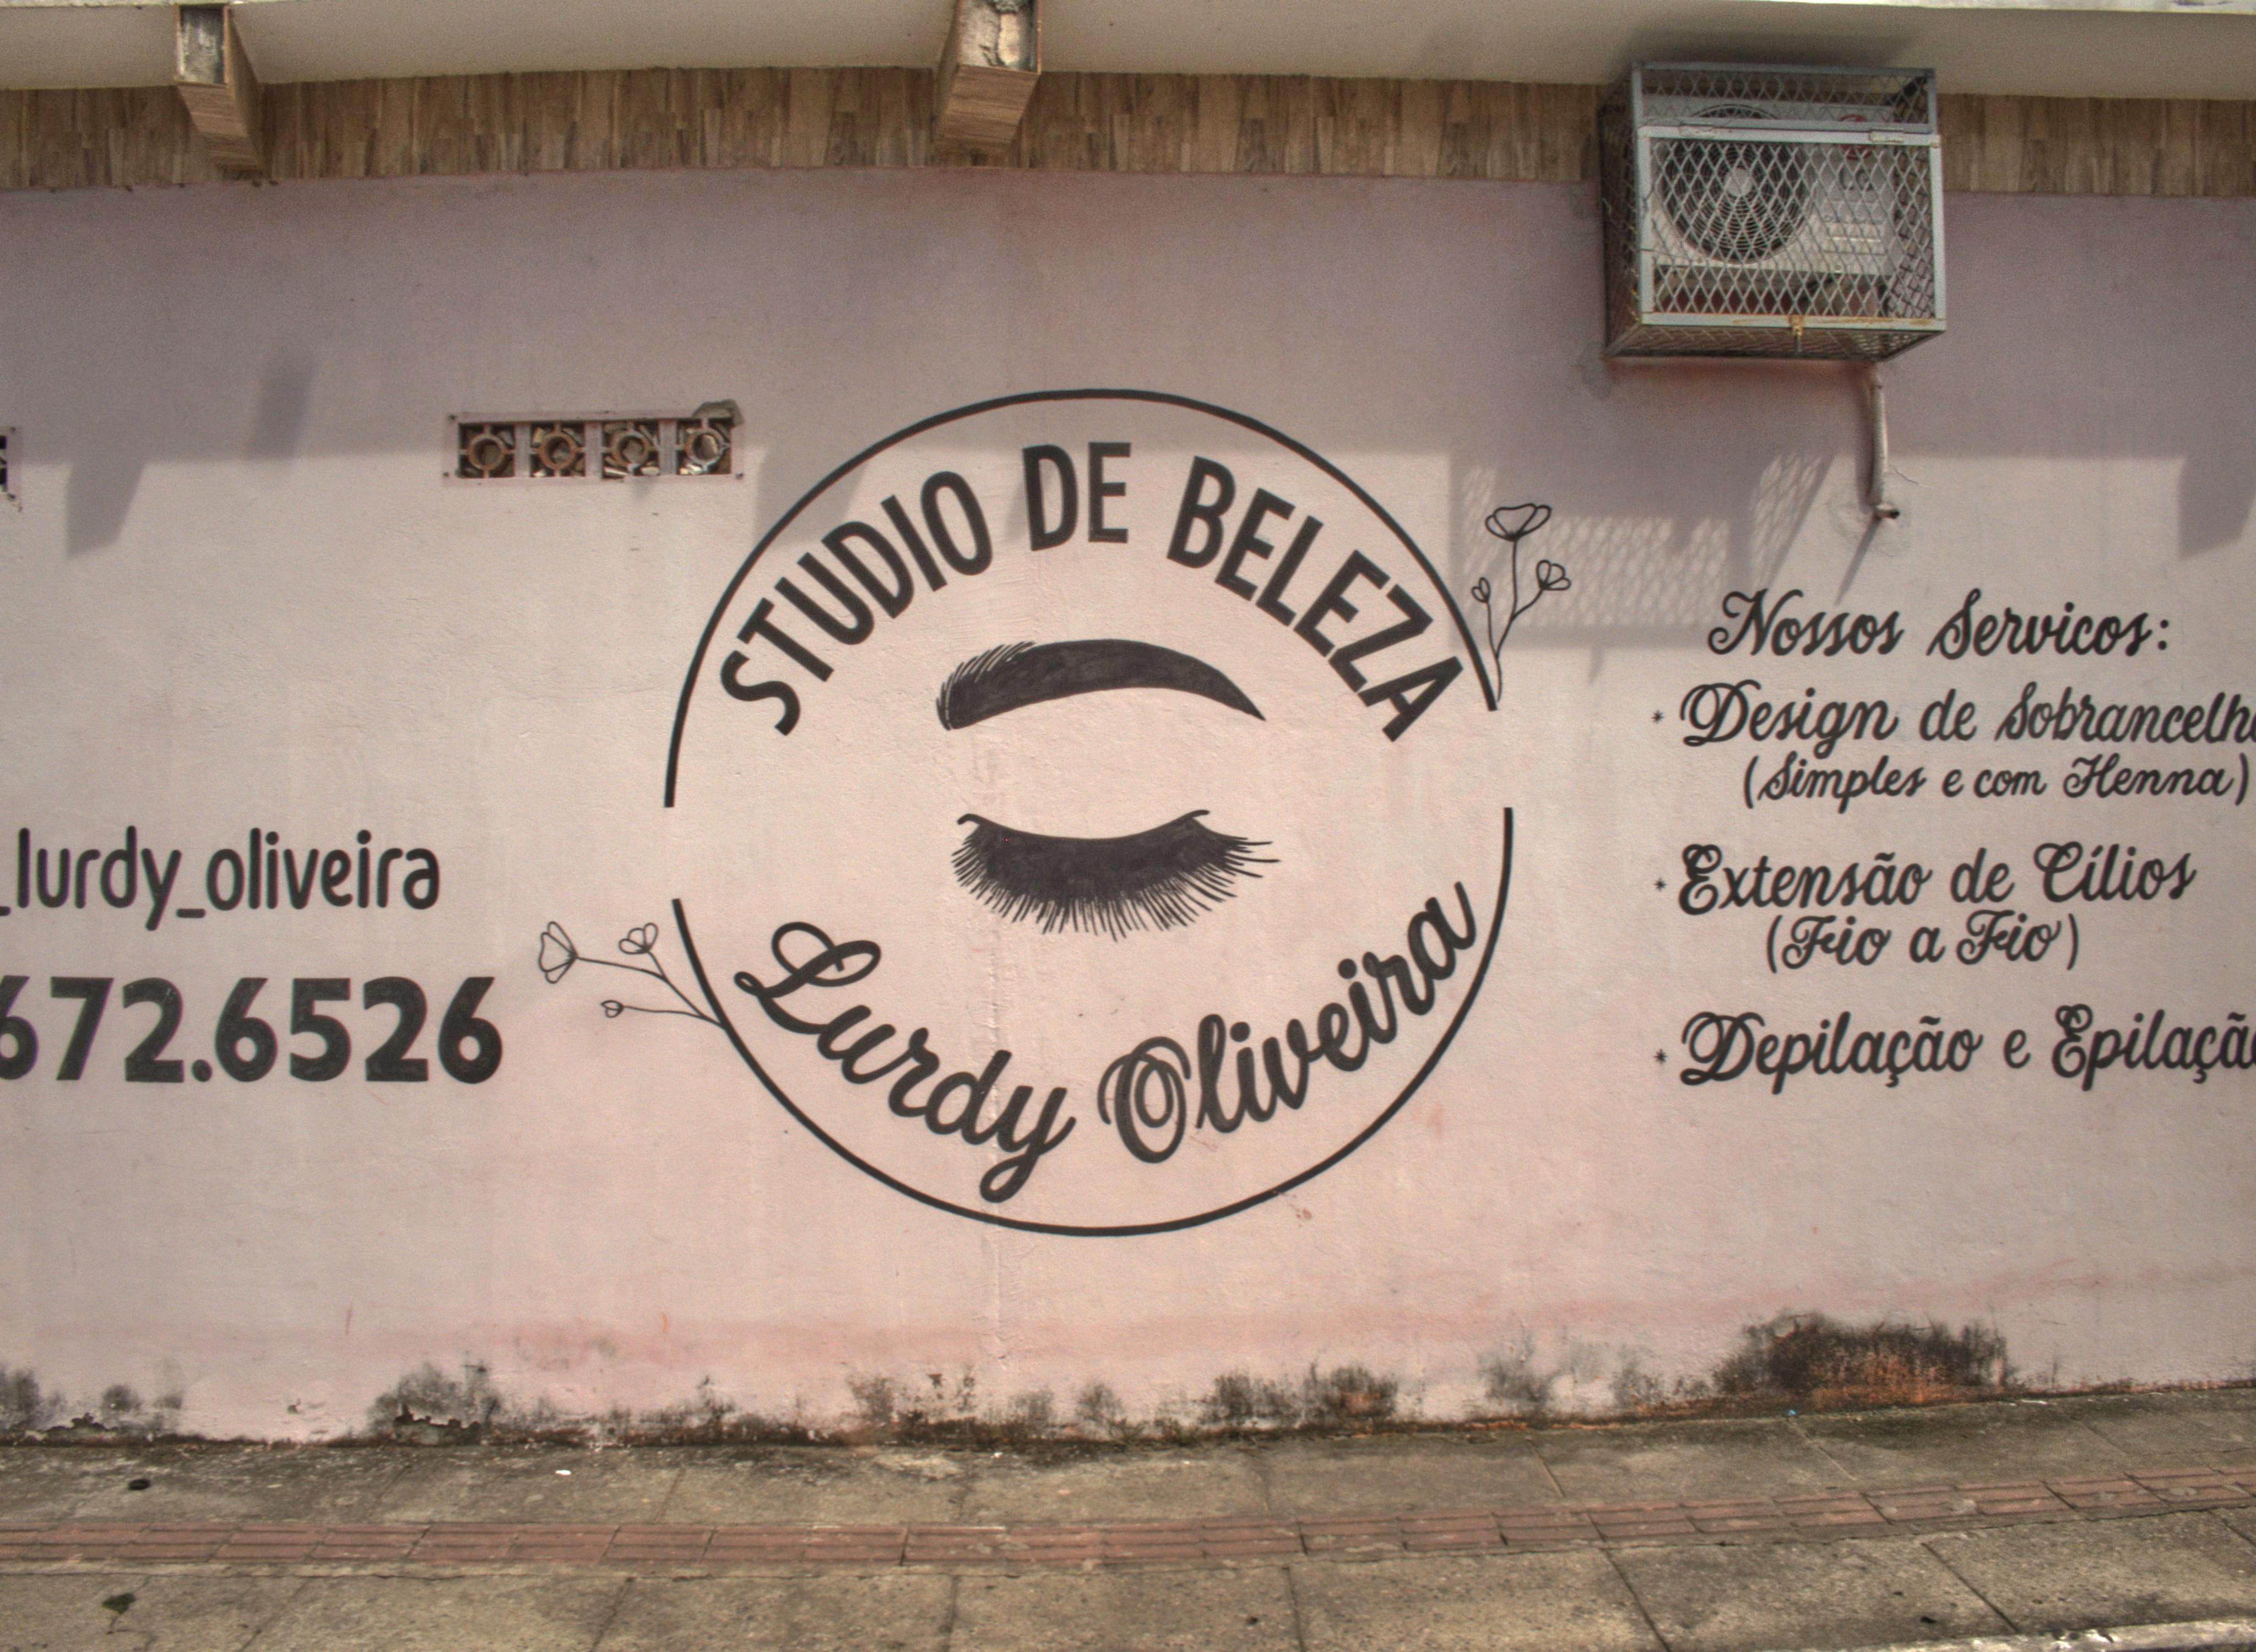 _lurdy_oliveira
672.6526
STUDIO DE BELEZA
Lurdy Oliveira
Nossos Servicos:
* Design de Sobrancelh
(Simples e com Henna)
* Extensão de Cílios
(Fio a Fio)
* Depilação e Epilaçã